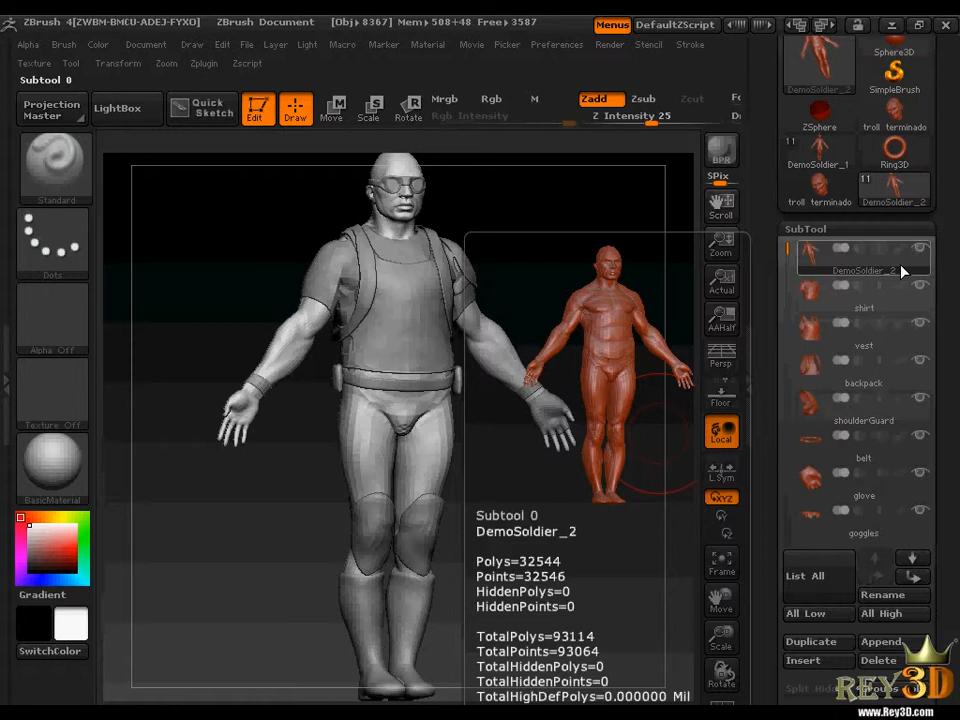 ZBrush 4[ZWBM-BMCU-ADEJ-FYXO] ZBrush Document [Obj>8367] Mem>508+48 Free>3587 Menus DefaultZScript
Alpha Brush Color Document Draw Edit File Layer Light Macro Marker Material Movie Picker Preferences Render Stencil Stroke
Texture Tool Transform Zoom Zplugin Zscript
Subtool 0
Projection Master
LightBox
Quick Sketch
Edit Draw Move Scale Rotate
Mrgb Rgb M
Rgb Intensity
Zadd Zsub Zcut
Z Intensity 25
Standard
Dots
Alpha Off
Texture Off
BasicMaterial
Gradient
SwitchColor
BPR
SPix
Scroll
Zoom
Actual
AAHalf
Persp
Floor
Local
L.Sym
XYZ
Frame
Move
Scale
Rotate
Subtool 0
DemoSoldier_2
Polys=32544
Points=32546
HiddenPolys=0
HiddenPoints=0
TotalPolys=93114
TotalPoints=93064
TotalHiddenPolys=0
TotalHiddenPoints=0
TotalHighDefPolys=0.000000 Mil
DemoSoldier_2
Sphere3D
SimpleBrush
ZSphere
troll terminado
11
DemoSoldier_1
Ring3D
troll terminado
11
DemoSoldier_2
SubTool
DemoSoldier_2
shirt
vest
backpack
shoulderGuard
belt
glove
goggles
List All
Rename
All Low All High
Duplicate Append
Insert Delete
REY3D
www.Rey3D.com